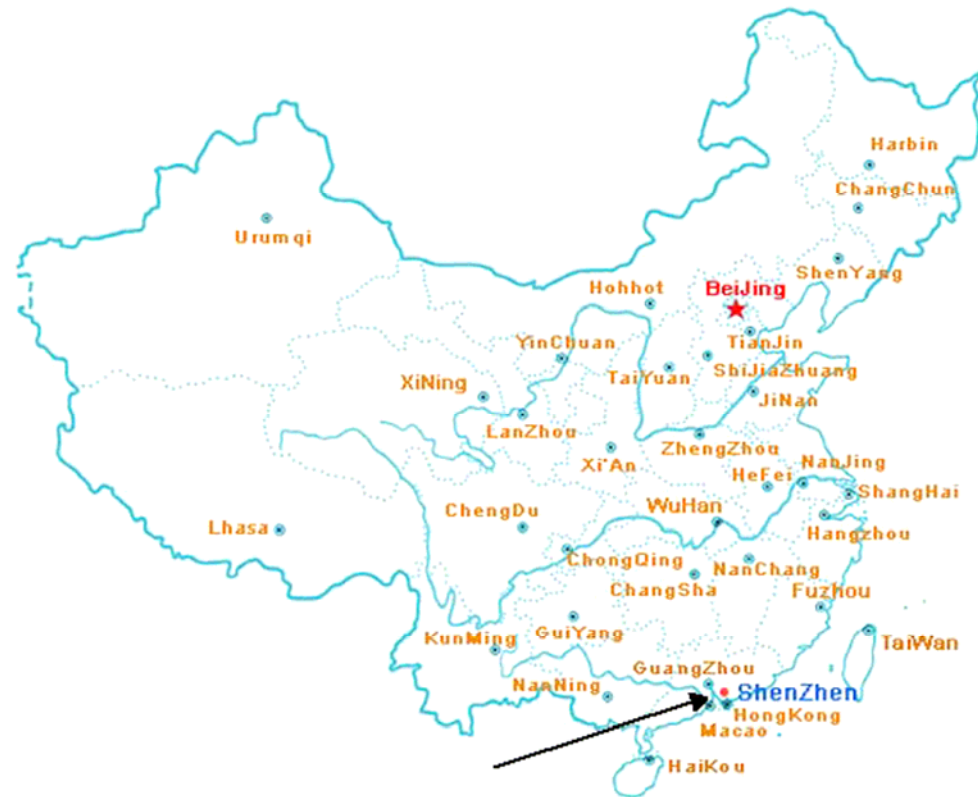 Harbin
ChangChun
Urumqi
ShenYang
Hohhot
BeiJing
YinChuan
TianJin
TaiYuan
ShiJiaZhuang
XiNing
JiNan
LanZhou
ZhengZhou
Xi'An
HeFei
NanJing
ShangHai
ChengDu
WuHan
Lhasa
Hangzhou
ChongQing
NanChang
ChangSha
Fuzhou
KunMing
GuiYang
TaiWan
GuangZhou
NanNing
ShenZhen
HongKong
Macao
HaiKou